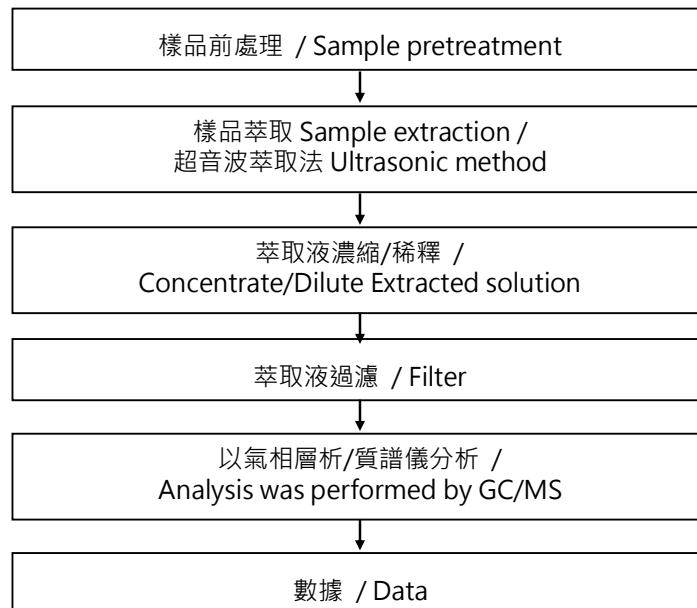 樣品前處理 / Sample pretreatment
樣品萃取 Sample extraction /
超音波萃取法 Ultrasonic method
萃取液濃縮/稀釋 /
Concentrate/Dilute Extracted solution
萃取液過濾 / Filter
以氣相層析/質譜儀分析 /
Analysis was performed by GC/MS
數據 / Data